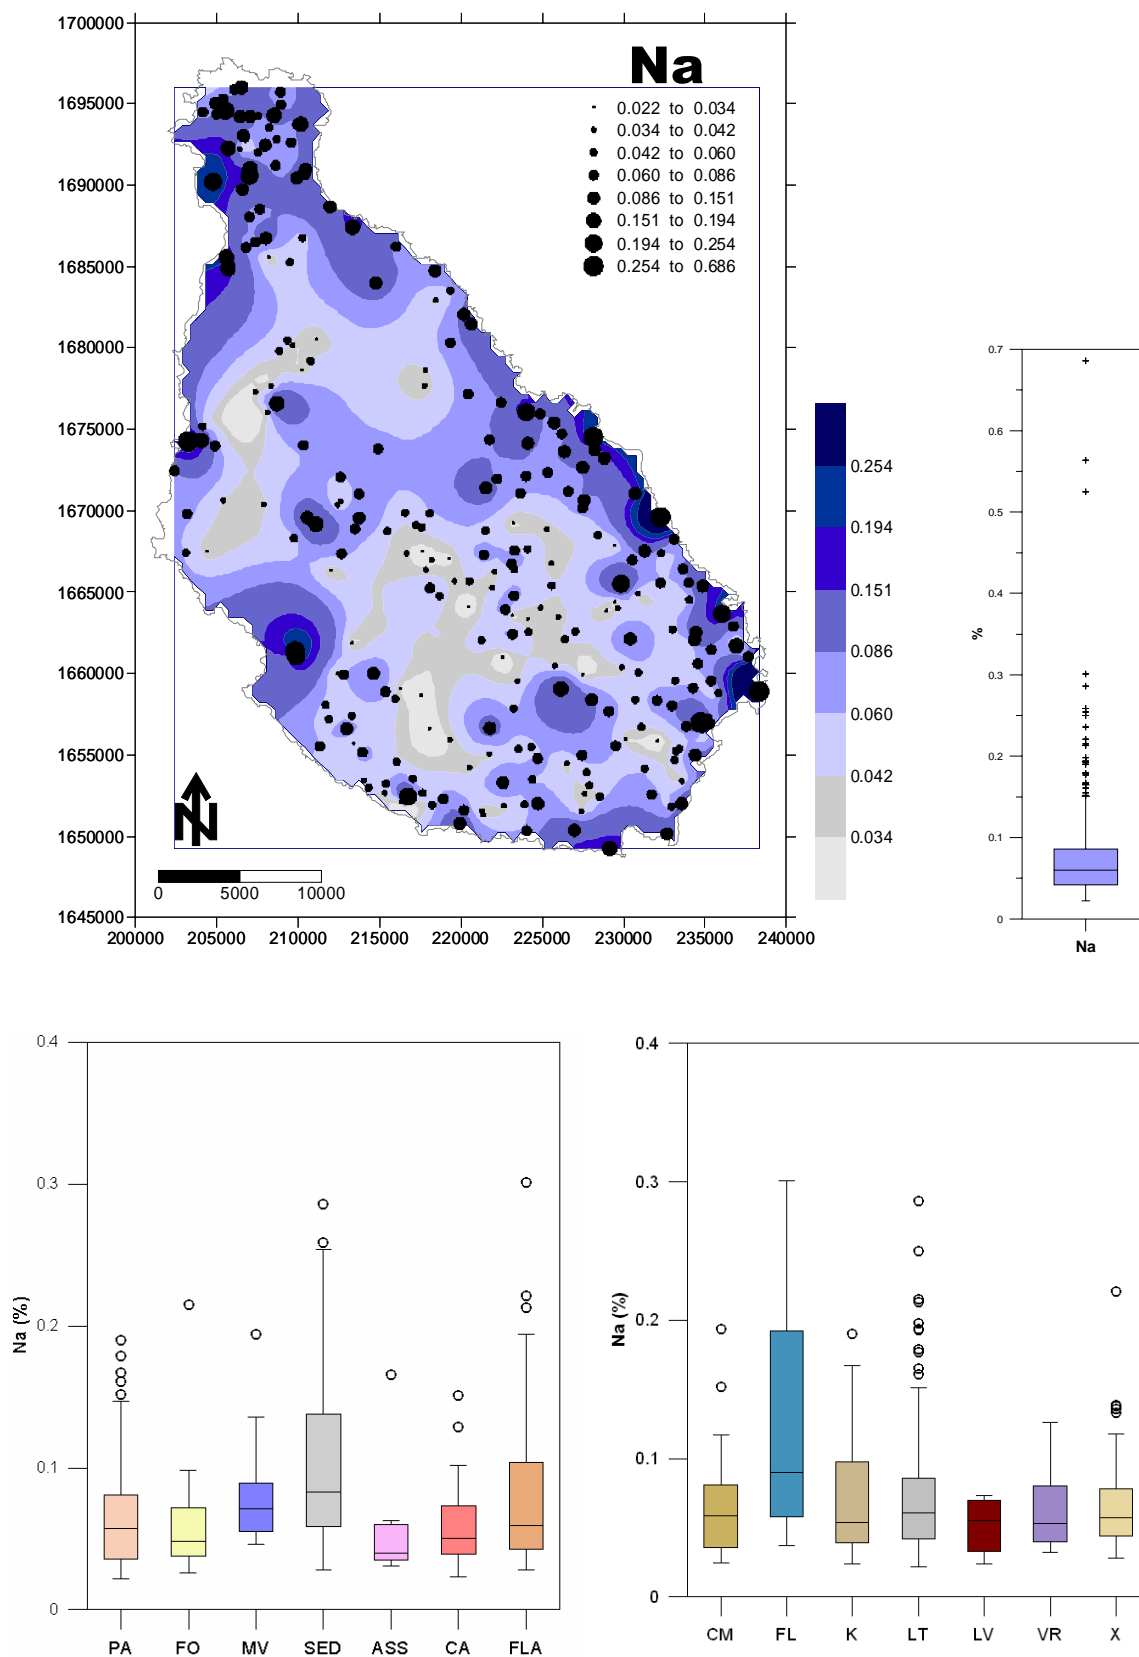 1700000
1695000
1690000
1685000
1680000
1675000
1670000
1665000
1660000
1655000
1650000
1645000
200000 205000 210000 215000 220000 225000 230000 235000 240000
Na
0.022 to 0.034
0.034 to 0.042
0.042 to 0.060
0.060 to 0.086
0.086 to 0.151
0.151 to 0.194
0.194 to 0.254
0.254 to 0.686
N
0 5000 10000
0.254
0.194
0.151
0.086
0.060
0.042
0.034
0.7
0.6
0.5
0.4
0.3
0.2
0.1
0
%
Na
0.4
0.3
0.2
0.1
0
Na (%)
PA FO MV SED ASS CA FLA
0.4
0.3
0.2
0.1
0
Na (%)
CM FL K LT LV VR X